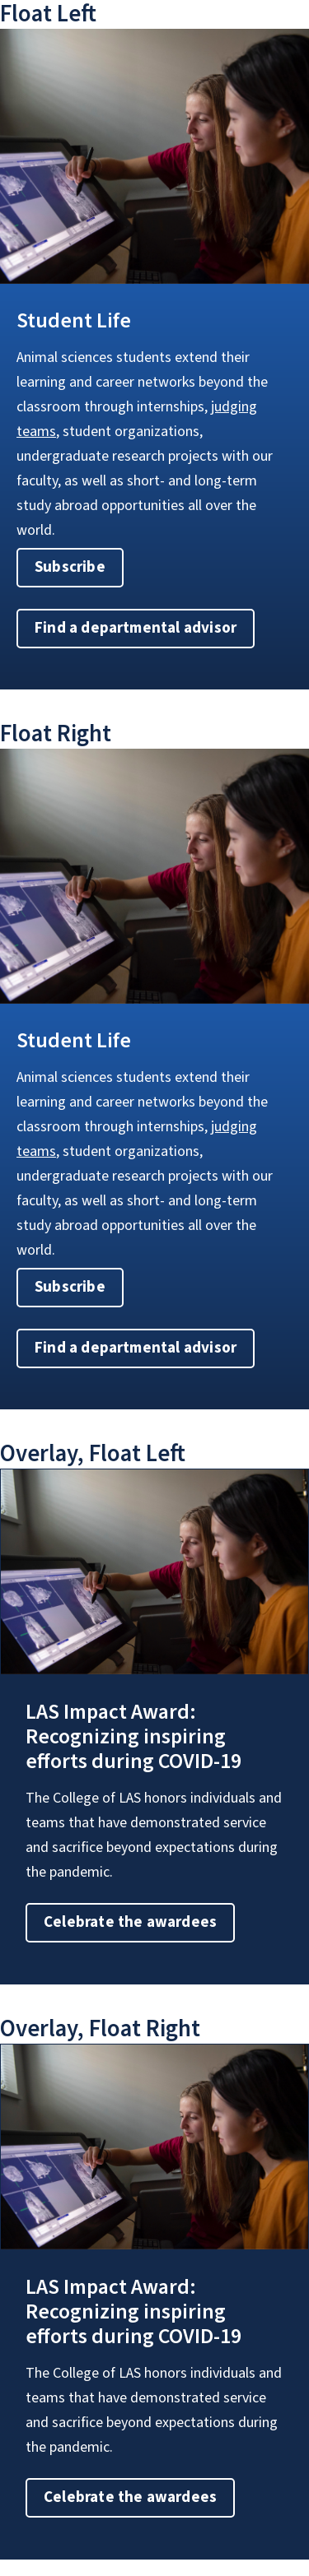 Float Left
Student Life
Animal sciences students extend their
learning and career networks beyond the
classroom through internships, judging
teams, student organizations,
undergraduate research projects with our
faculty, as well as short- and long-term
study abroad opportunities all over the
world.
Subscribe
Find a departmental advisor
Float Right
Student Life
Animal sciences students extend their
learning and career networks beyond the
classroom through internships, judging
teams, student organizations,
undergraduate research projects with our
faculty, as well as short- and long-term
study abroad opportunities all over the
world.
Subscribe
Find a departmental advisor
Overlay, Float Left
LAS Impact Award:
Recognizing inspiring
efforts during COVID-19
The College of LAS honors individuals and
teams that have demonstrated service
and sacrifice beyond expectations during
the pandemic.
Celebrate the awardees
Overlay, Float Right
LAS Impact Award:
Recognizing inspiring
efforts during COVID-19
The College of LAS honors individuals and
teams that have demonstrated service
and sacrifice beyond expectations during
the pandemic.
Celebrate the awardees